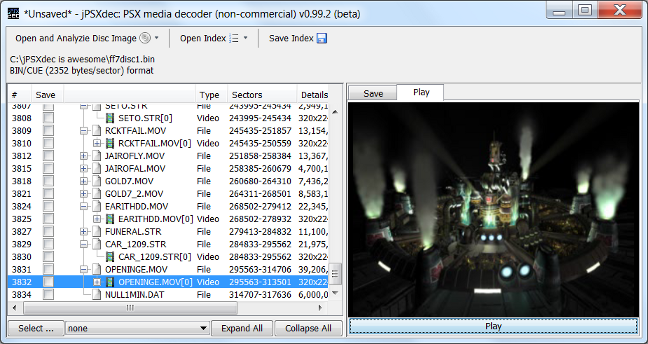 *Unsaved* - jPSXdec: PSX media decoder (non-commercial) v0.99.2 (beta)
Open and Analyzie Disc Image Open Index Save Index
C:\jPSXdec is awesome\ff7disc1.bin
BIN/CUE (2352 bytes/sector) format
# Save Type Sectors Details
3807 SETO.STR File 243995-245434 2,949,1
3808 SETO.STR[0] Video 243995-245434 320x22
3809 RCKTFAIL.MOV File 245435-251857 13,154,
3810 RCKTFAIL.MOV[0] Video 245435-250559 320x22
3812 JAIROFLY.MOV File 251858-258384 13,367,
3815 JAIROFAL.MOV File 258385-260679 4,700,1
3818 GOLD7.MOV File 260680-264310 7,436,2
3821 GOLD7_2.MOV File 264311-268501 8,583,1
3824 EARITHDD.MOV File 268502-279412 22,345,
3825 EARITHDD.MOV[0] Video 268502-277739 320x22
3827 FUNERAL.STR File 279413-284832 11,100,
3829 CAR_1209.STR File 284833-295562 21,975,
3830 CAR_1209.STR[0] Video 284833-295562 320x22
3831 OPENINGE.MOV File 295563-314706 39,206,
3832 OPENINGE.MOV[0] Video 295563-313501 320x22
3834 NULL1MIN.DAT File 314707-317636 6,000,0
Select ... none Expand All Collapse All
Save Play
Play